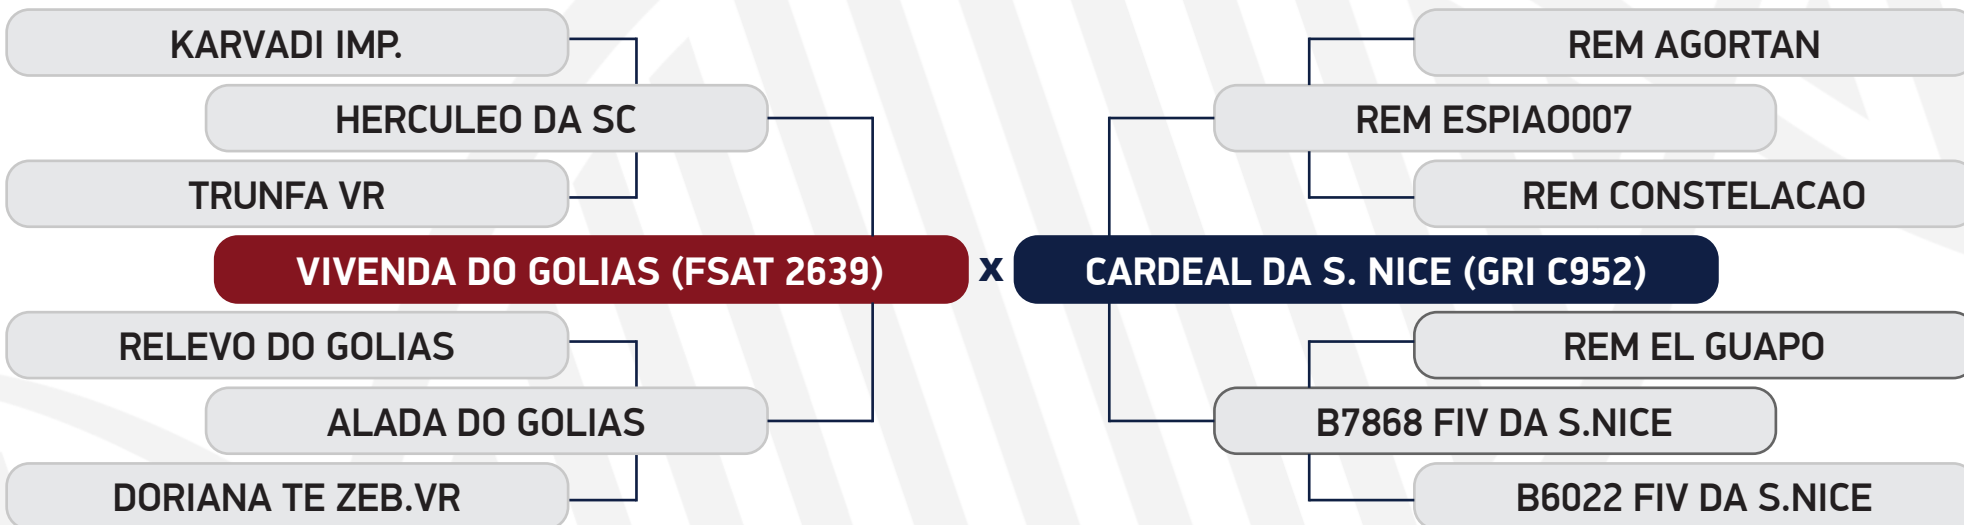 KARVADI IMP.
REM AGORTAN
HERCULEO DA SC
REM ESPIAO007
TRUNFA VR
REM CONSTELACAO
VIVENDA DO GOLIAS (FSAT 2639) x CARDEAL DA S. NICE (GRI C952)
RELEVO DO GOLIAS
REM EL GUAPO
ALADA DO GOLIAS
B7868 FIV DA S.NICE
DORIANA TE ZEB.VR
B6022 FIV DA S.NICE